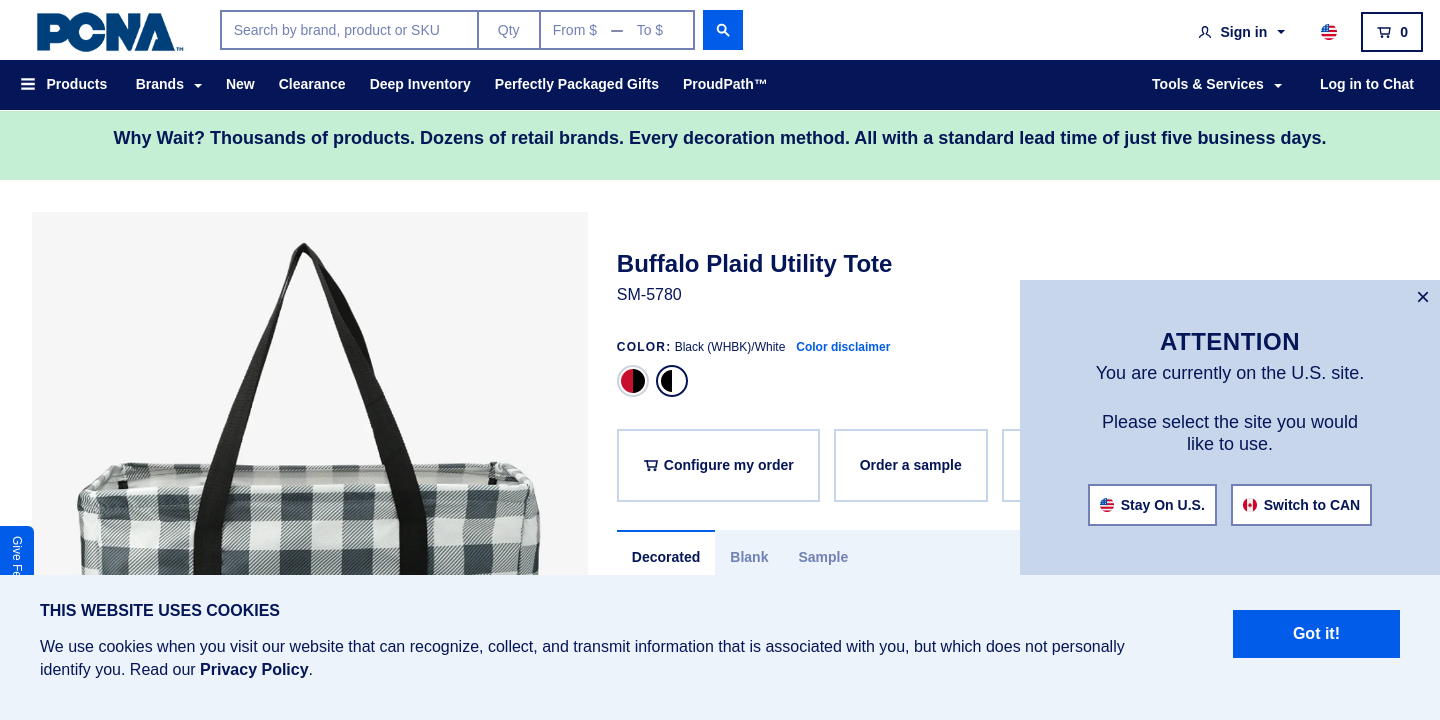 PCNA™
Search by brand, product or SKU
Qty
From $ — To $
Sign in
0
Products
Brands
New
Clearance
Deep Inventory
Perfectly Packaged Gifts
ProudPath™
Tools & Services
Log in to Chat
Why Wait? Thousands of products. Dozens of retail brands. Every decoration method. All with a standard lead time of just five business days.
Buffalo Plaid Utility Tote
SM-5780
COLOR: Black (WHBK)/White Color disclaimer
Configure my order
Order a sample
Decorated
Blank
Sample
×
ATTENTION
You are currently on the U.S. site.
Please select the site you would
like to use.
Stay On U.S.
Switch to CAN
Give
THIS WEBSITE USES COOKIES
We use cookies when you visit our website that can recognize, collect, and transmit information that is associated with you, but which does not personally
identify you. Read our Privacy Policy.
Got it!